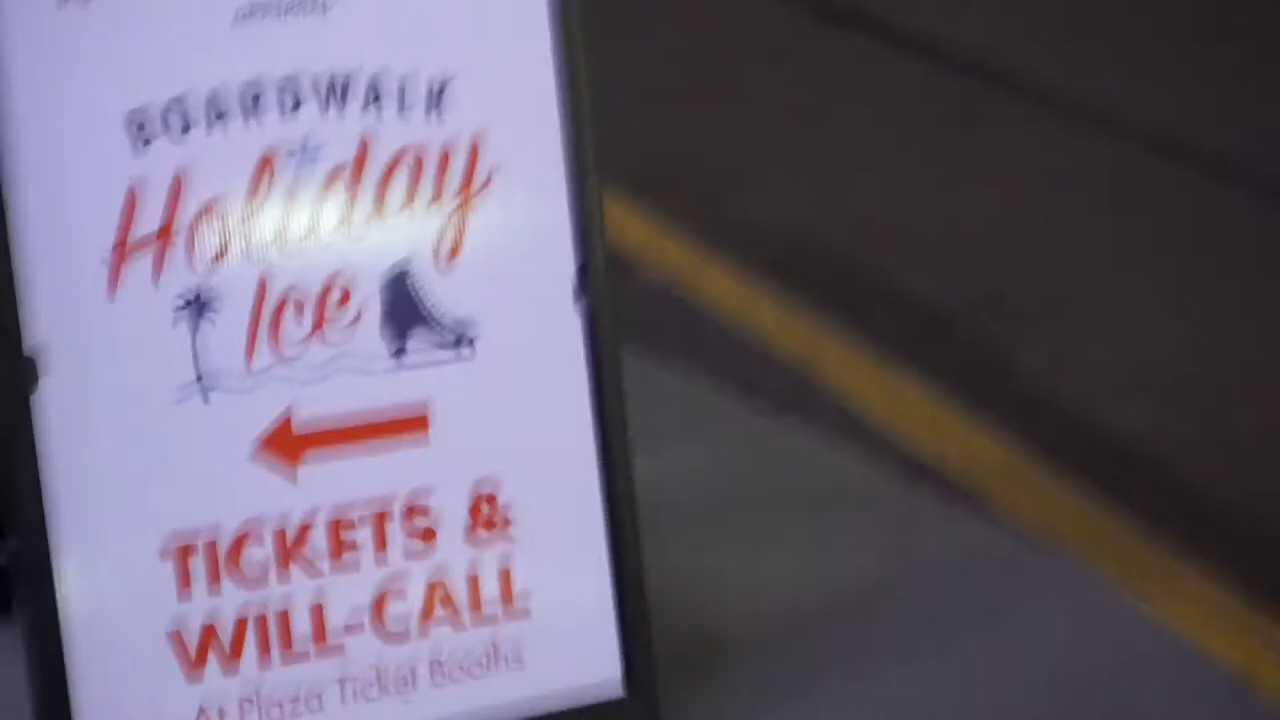 BOARDWALK
Holiday
Ice
TICKETS &
WILL-CALL
At Plaza Ticket Booths